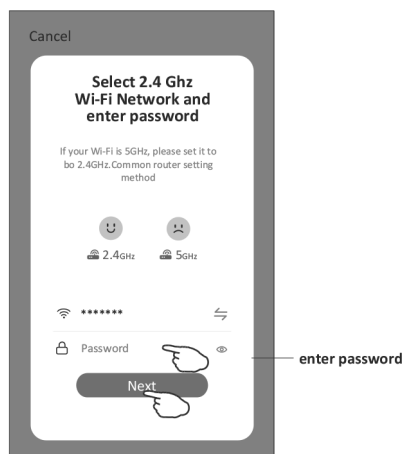 Cancel
Select 2.4 Ghz
Wi-Fi Network and
enter password
If your Wi-Fi is 5GHz, please set it to
bo 2.4GHz.Common router setting
method
2.4GHz 5GHz
*******
Password
enter password
Next